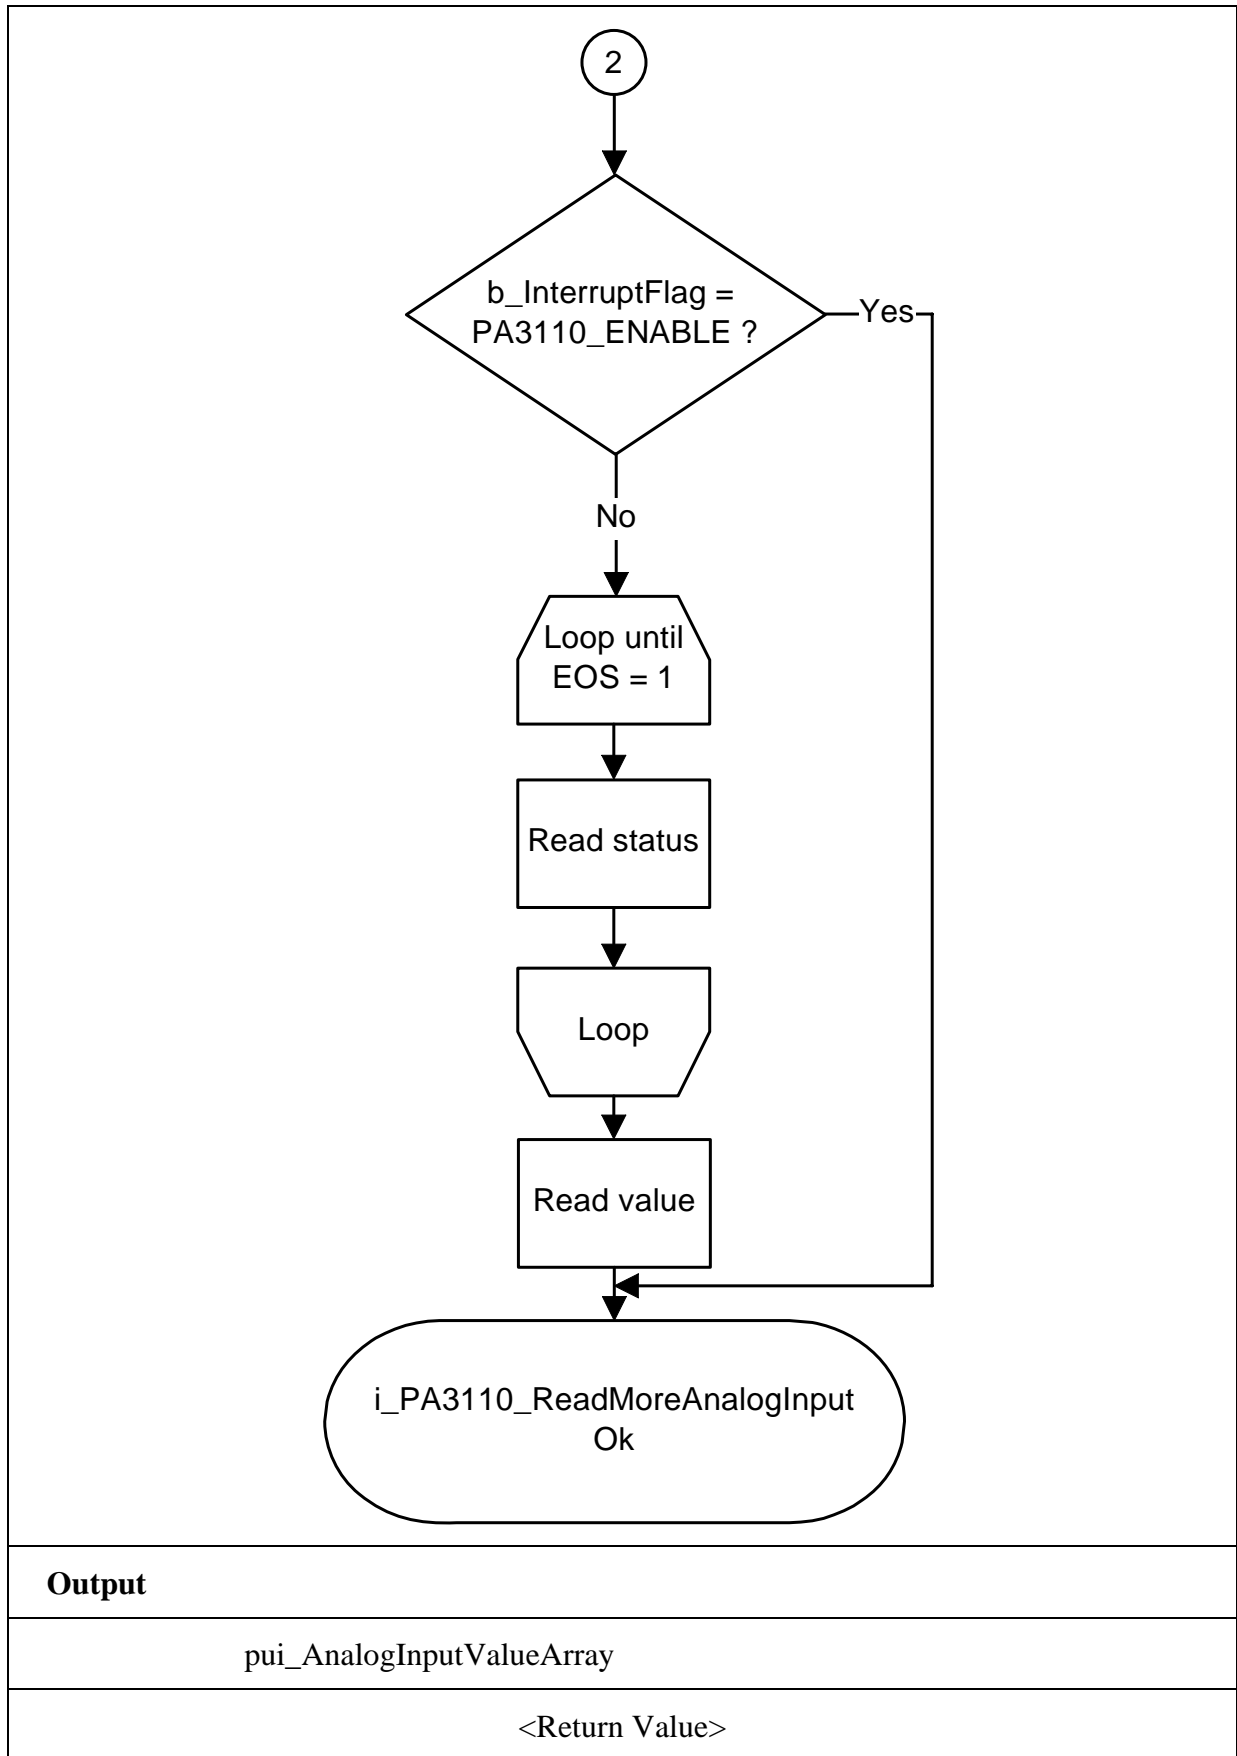 2
b_InterruptFlag =
PA3110_ENABLE ?
Yes
No
Loop until
EOS = 1
Read status
Loop
Read value
i_PA3110_ReadMoreAnalogInput
Ok
Output
pui_AnalogInputValueArray
<Return Value>